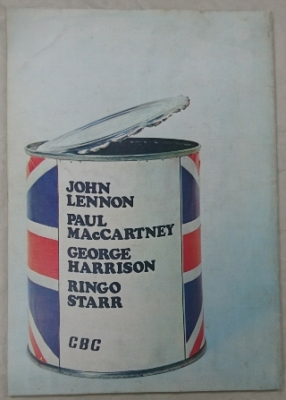 JOHN
LENNON
PAUL
MAcCARTNEY
GEORGE
HARRISON
RINGO
STARR
CBC